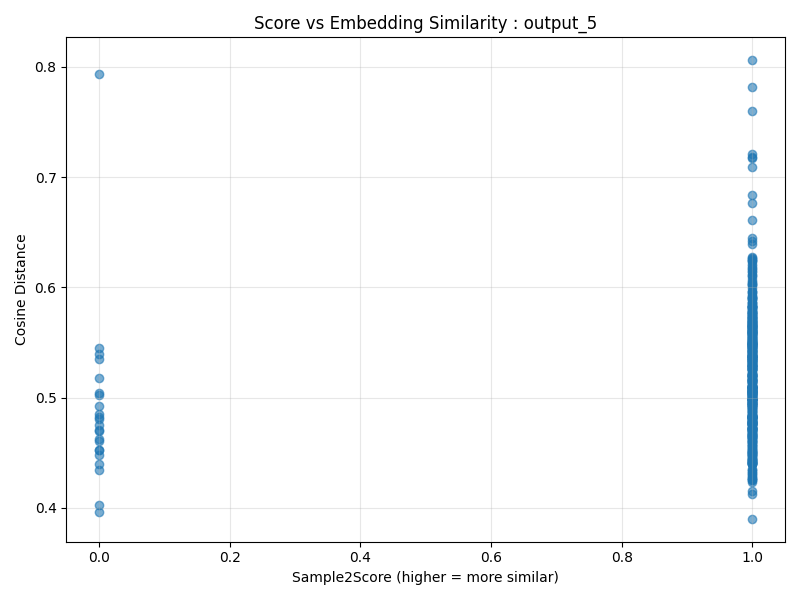 Score vs Embedding Similarity : output_5
Cosine Distance
0.8
0.7
0.6
0.5
0.4
0.0 0.2 0.4 0.6 0.8 1.0
Sample2Score (higher = more similar)